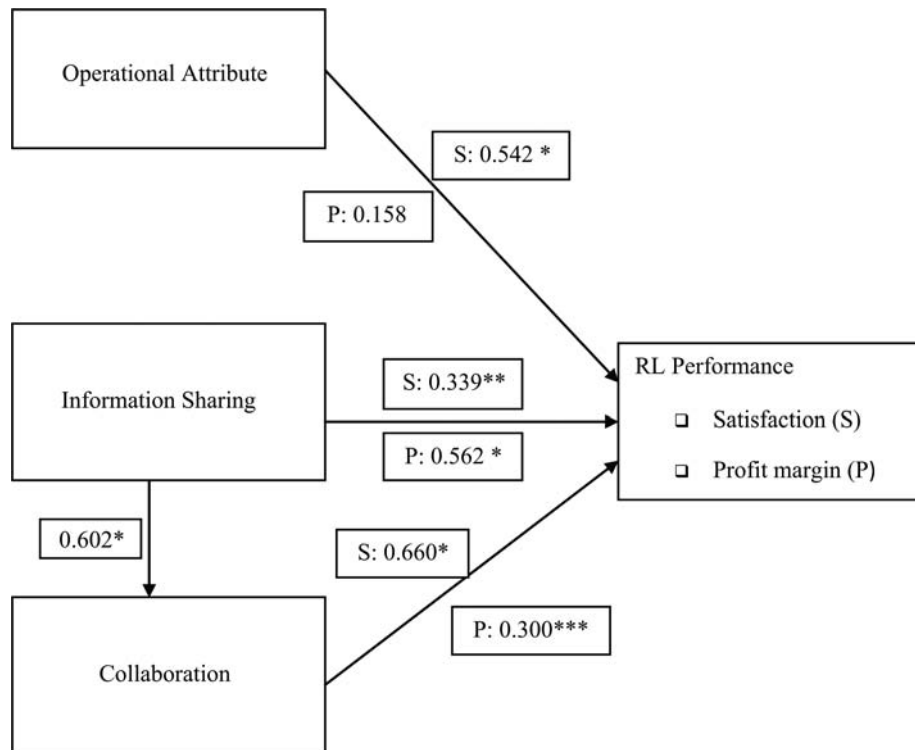 Operational Attribute
S: 0.542 *
P: 0.158
Information Sharing
S: 0.339**
P: 0.562 *
RL Performance
❑ Satisfaction (S)
❑ Profit margin (P)
0.602*
S: 0.660*
P: 0.300***
Collaboration